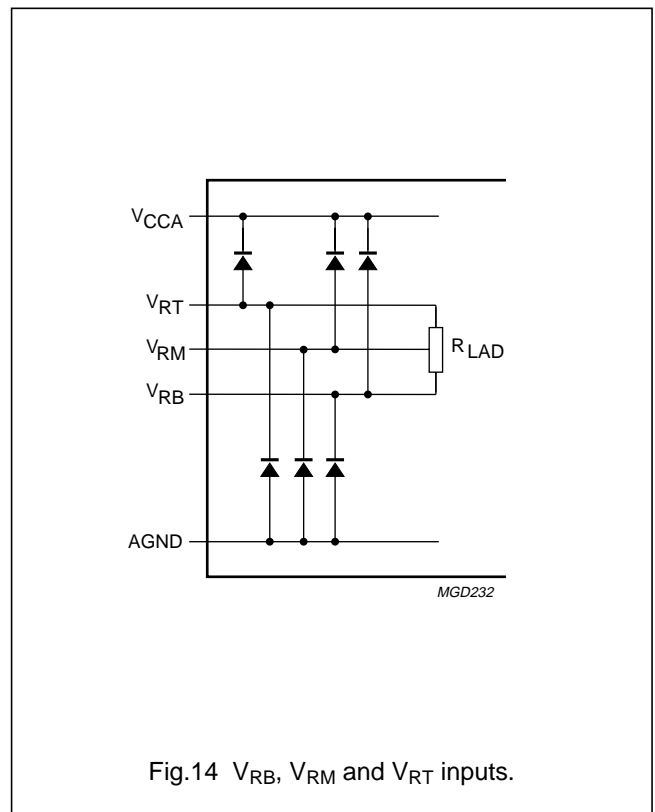 VCCA
VRT
VRM
RLAD
VRB
AGND
MGD232
Fig.14 VRB, VRM and VRT inputs.